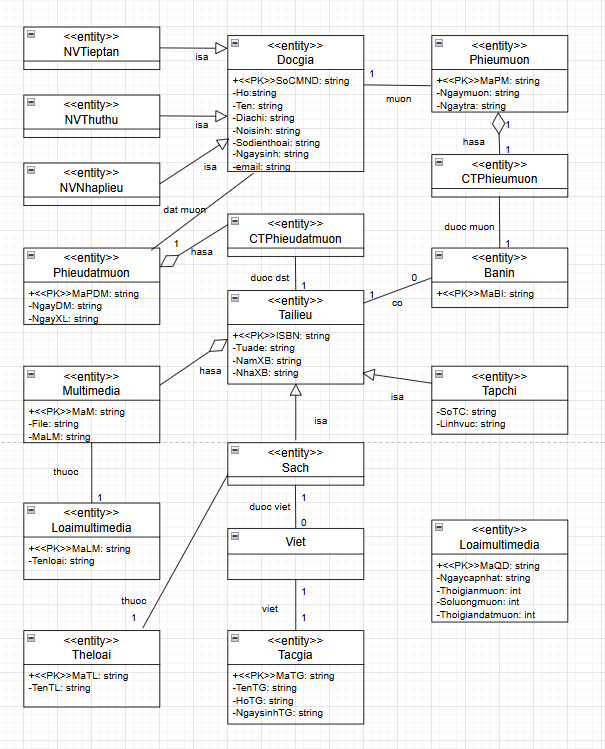 <<entity>>
NVTieptan
isa
<<entity>>
Docgia
+<<PK>>SoCMND: string
-Ho:string
-Ten: string
-Diachi: string
-Noisinh: string
-Sodienthoai: string
-Ngaysinh: string
-email: string
1
muon
<<entity>>
Phieumuon
+<<PK>>MaPM: string
-Ngaymuon: string
-Ngaytra: string
<<entity>>
NVThuthu
isa
<<entity>>
NVNhaplieu
isa
1
hasa
1
<<entity>>
CTPhieumuon
dat muon
1
hasa
<<entity>>
CTPhieudatmuon
duoc muon
1
<<entity>>
Phieudatmuon
+<<PK>>MaPDM: string
-NgayDM: string
-NgayXL: string
duoc dst
1
<<entity>>
Banin
+<<PK>>MaBI: string
0
1
co
<<entity>>
Tailieu
+<<PK>>ISBN: string
-Tuade: string
-NamXB: string
-NhaXB: string
<<entity>>
Multimedia
+<<PK>>MaM: string
-File: string
-MaLM: string
hasa
<<entity>>
Tapchi
-SoTC: string
-Linhvuc: string
isa
isa
thuoc
1
<<entity>>
Sach
1
duoc viet
0
<<entity>>
Loaimultimedia
+<<PK>>MaLM: string
-Tenloai: string
Viet
<<entity>>
Loaimultimedia
+<<PK>>MaQD: string
-Ngaycapnhat: string
-Thoigianmuon: int
-Soluongmuon: int
-Thoigiandatmuon: int
thuoc
1
1
viet
1
<<entity>>
Theloai
+<<PK>>MaTL: string
-TenTL: string
<<entity>>
Tacgia
+<<PK>>MaTG: string
-TenTG: string
-HoTG: string
-NgaysinhTG: string